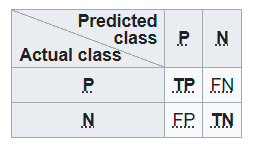 Predicted
class
Actual class
P N
P TP FN
N FP TN